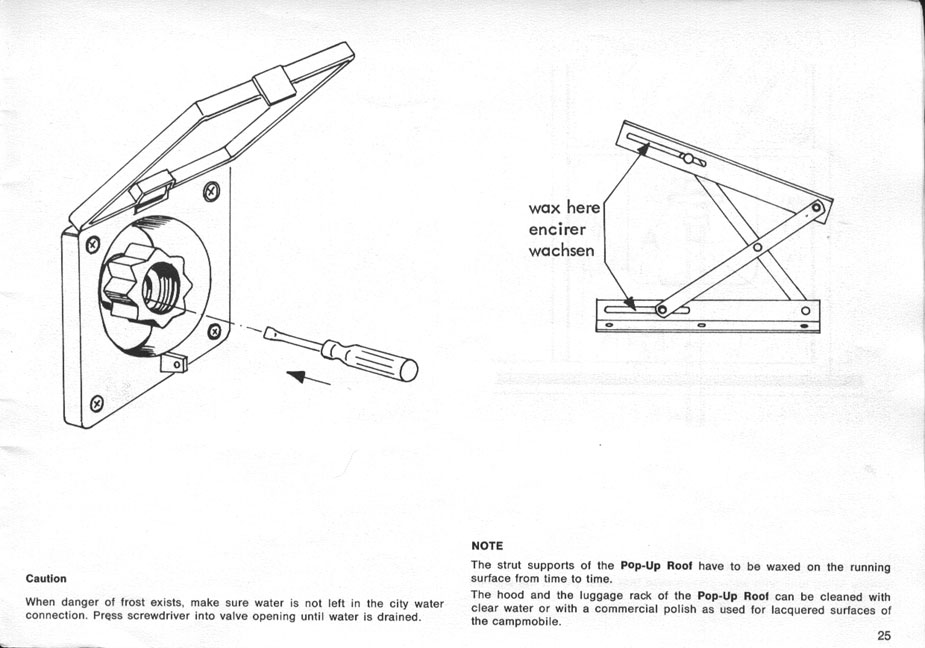 wax here
encirer
wachsen
Caution
When danger of frost exists, make sure water is not left in the city water
connection. Press screwdriver into valve opening until water is drained.
NOTE
The strut supports of the Pop-Up Roof have to be waxed on the running
surface from time to time.
The hood and the luggage rack of the Pop-Up Roof can be cleaned with
clear water or with a commercial polish as used for lacquered surfaces of
the campmobile.
25